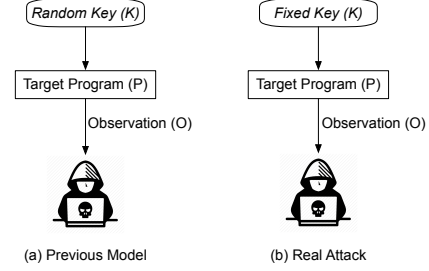 Random Key (K)
Fixed Key (K)
Target Program (P)
Target Program (P)
Observation (O)
Observation (O)
(a) Previous Model
(b) Real Attack